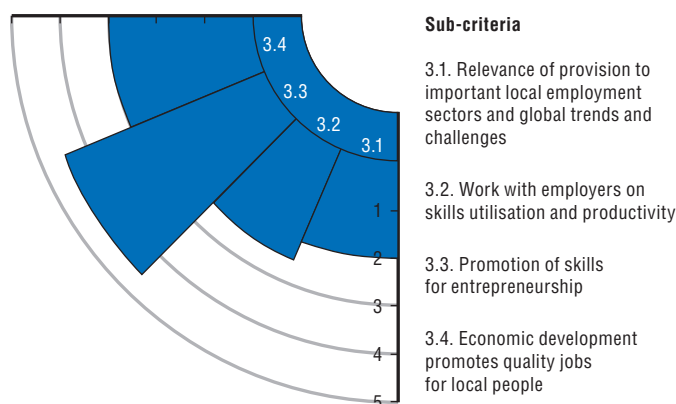 Sub-criteria
3.1. Relevance of provision to
important local employment
sectors and global trends and
challenges
3.2. Work with employers on
skills utilisation and productivity
3.3. Promotion of skills
for entrepreneurship
3.4. Economic development
promotes quality jobs
for local people
3.4
3.3
3.2
3.1
1
2
3
4
5